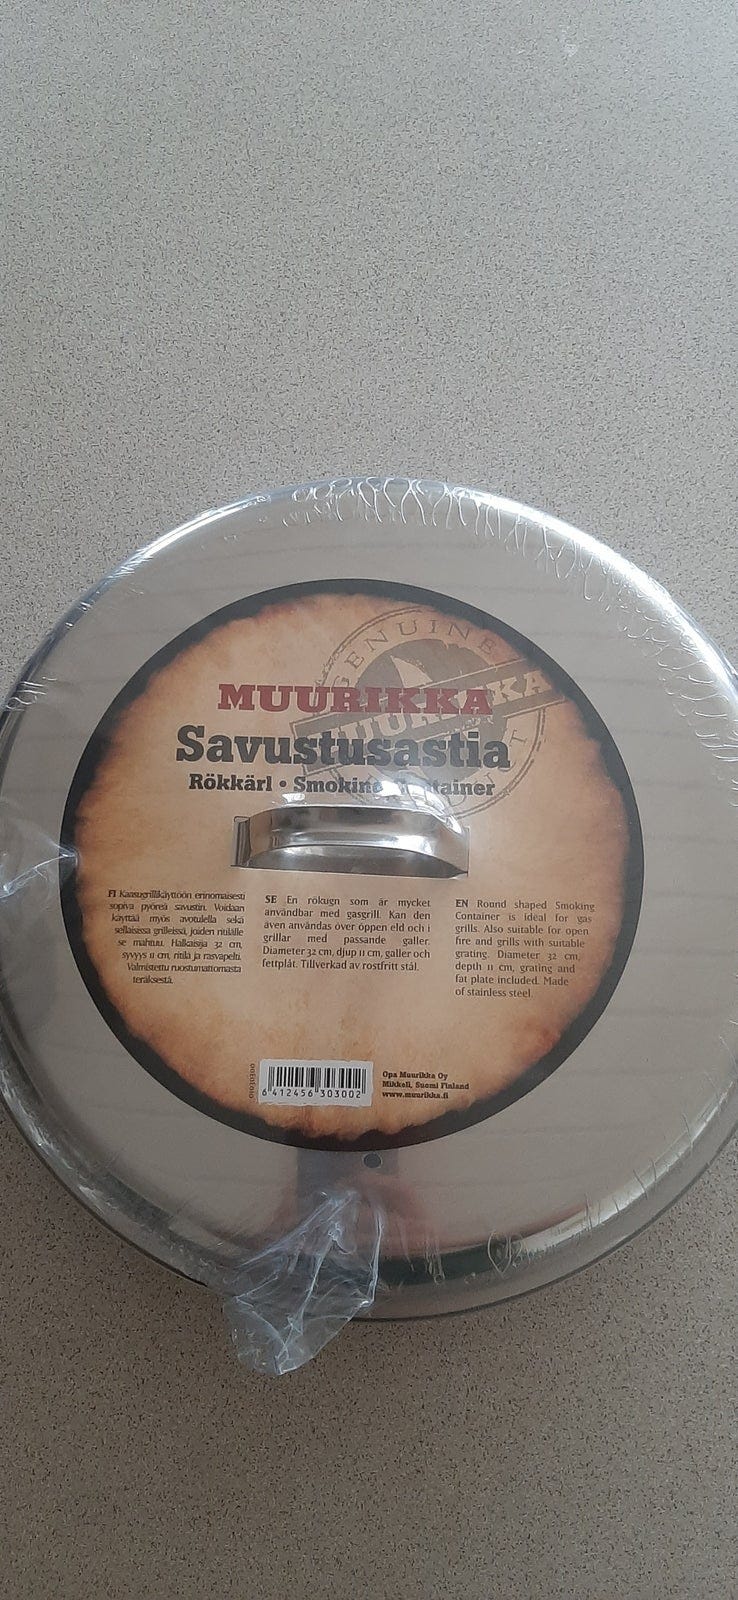 GENUINE
MUURIKKA
MUURIKKA
Savustusastia
Rökkärl • Smoking
FI Kaasugrillikäyttöön erinomaisesti
sopiva pyöreä savustin. Voidaan
käyttää myös avotulella sekä
sellaisissa grilleissä, joiden ritilälle
se mahtuu. Halkaisija 32 cm,
syvyys 11 cm, ritilä ja rasvapelti.
Valmistettu ruostumattomasta
teräksestä.
SE En rökugn som är mycket
användbar med gasgrill. Kan den
även användas över öppen eld och i
grillar med passande galler.
Diameter 32 cm, djup 11 cm, galler och
fettplåt. Tillverkad av rostfritt stål.
EN Round shaped Smoking
Container is ideal for gas
grills. Also suitable for open
fire and grills with suitable
grating. Diameter 32 cm,
depth 11 cm, grating and
fat plate included. Made
of stainless steel.
6 412456 303002
Opa Muurikka Oy
Mikkeli, Suomi Finland
www.muurikka.fi